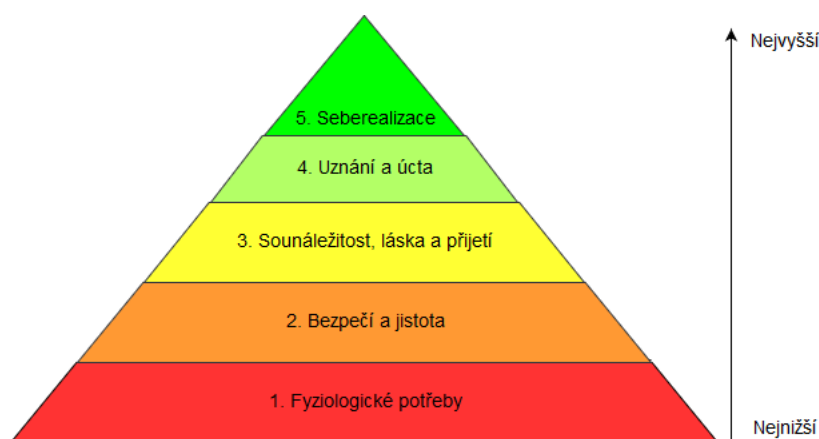 Nejvyšší
5. Seberealizace
4. Uznání a úcta
3. Sounáležitost, láska a přijetí
2. Bezpečí a jistota
1. Fyziologické potřeby
Nejnižší